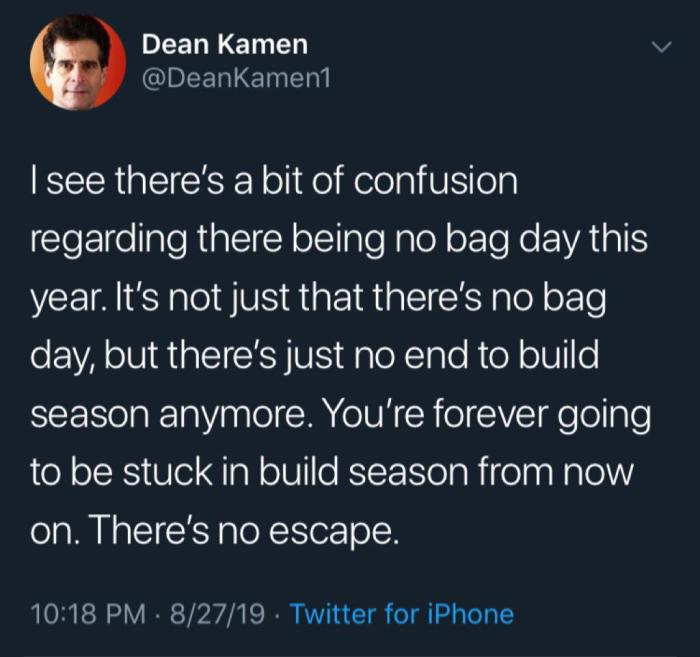 Dean Kamen
@DeanKamen1
I see there's a bit of confusion
regarding there being no bag day this
year. It's not just that there's no bag
day, but there's just no end to build
season anymore. You're forever going
to be stuck in build season from now
on. There's no escape.
10:18 PM · 8/27/19 · Twitter for iPhone